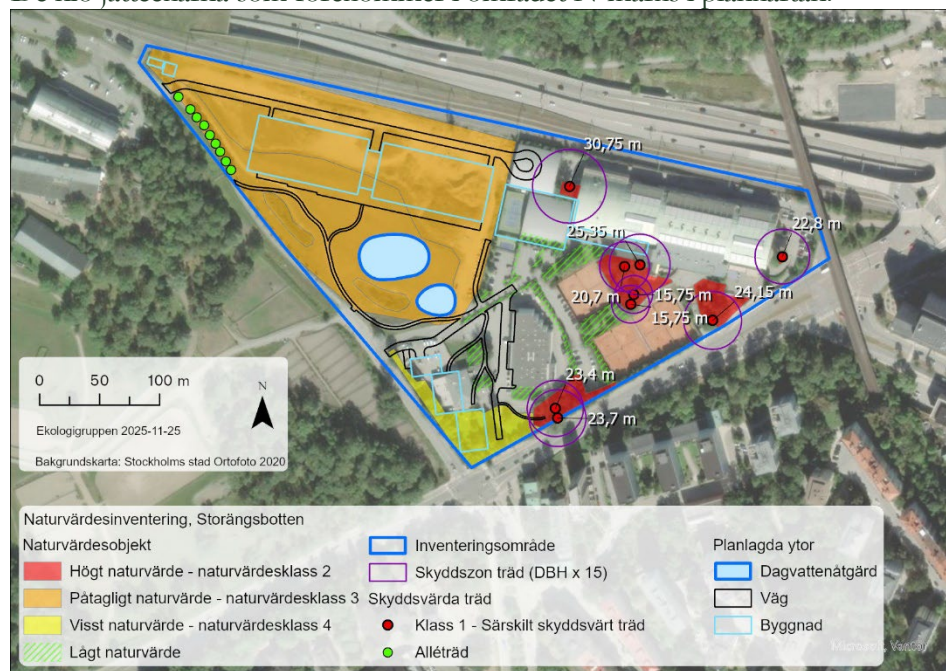 30,75 m
22,8 m
25,35 m
20,7 m
15,75 m
24,15 m
15,75 m
23,4 m
23,7 m
0 50 100 m
N
Ekologigruppen 2025-11-25
Bakgrundskarta: Stockholms stad Ortofoto 2020
Naturvärdesinventering, Storängsbotten
Naturvärdesobjekt
Högt naturvärde - naturvärdesklass 2
Påtagligt naturvärde - naturvärdesklass 3
Visst naturvärde - naturvärdesklass 4
Lågt naturvärde
Inventeringsområde
Skyddszon träd (DBH x 15)
Skyddsvärda träd
Klass 1 - Särskilt skyddsvärt träd
Alléträd
Planlagda ytor
Dagvattenåtgärd
Väg
Byggnad